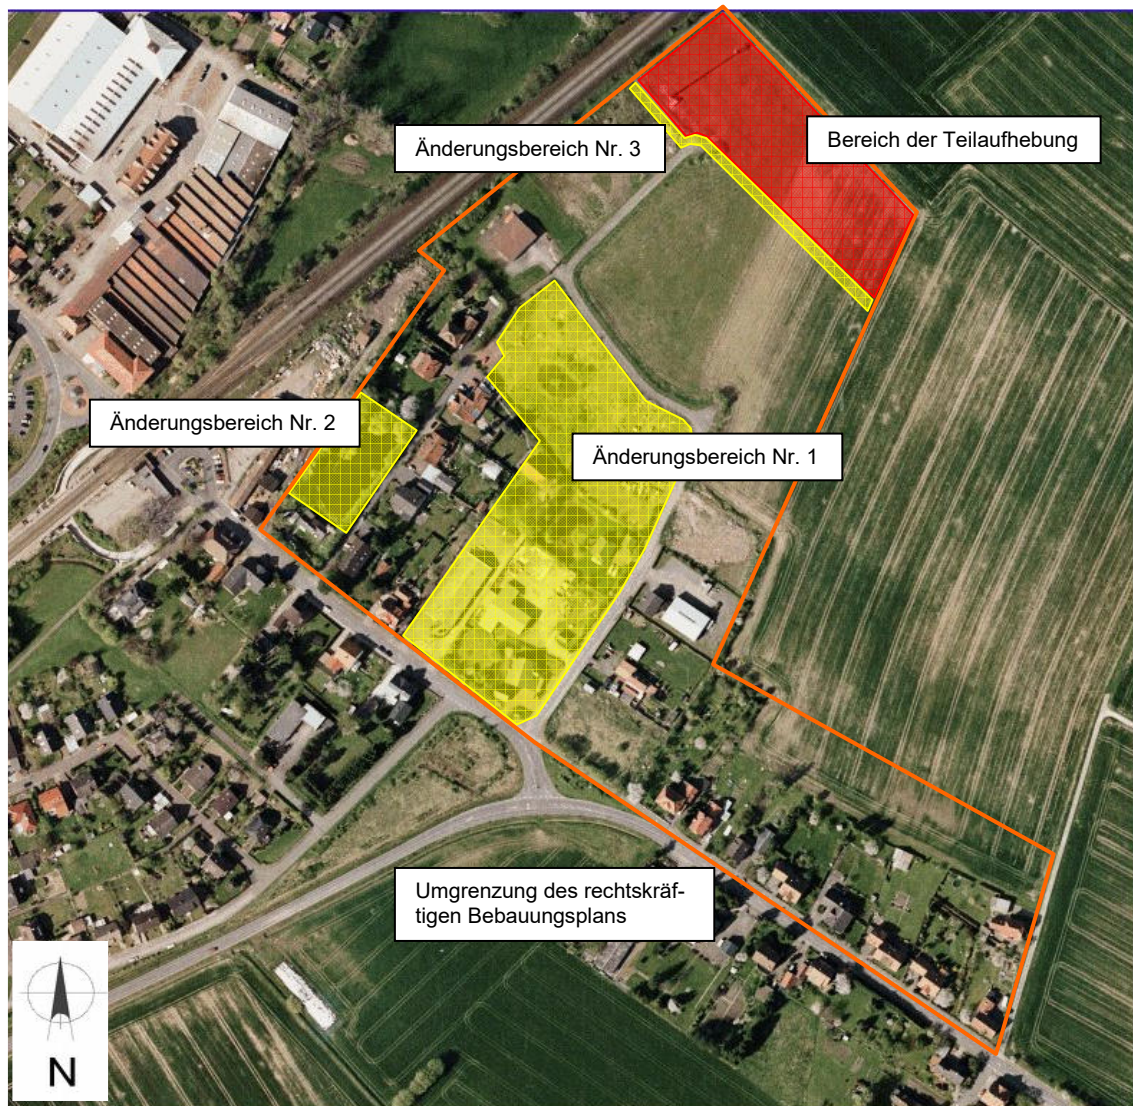 Änderungsbereich Nr. 3
Bereich der Teilaufhebung
Änderungsbereich Nr. 2
Änderungsbereich Nr. 1
Umgrenzung des rechtskräf-
tigen Bebauungsplans
N